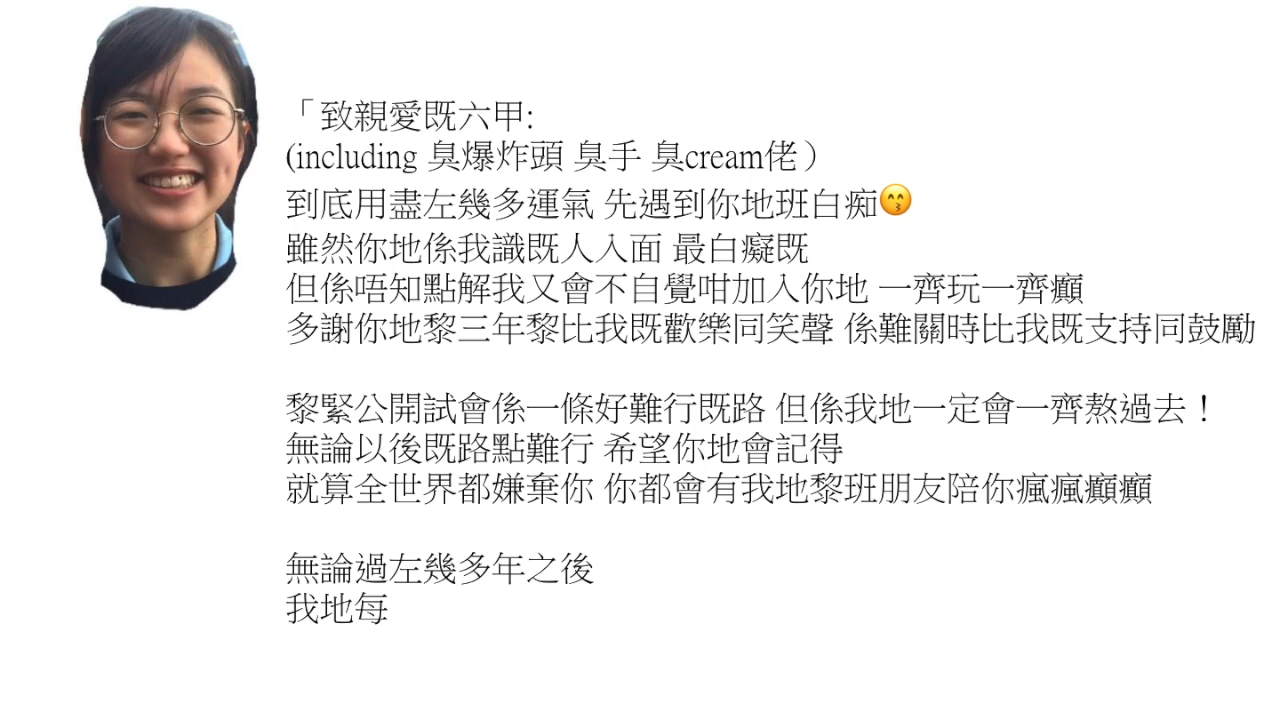 「致親愛既六甲:
(including 臭爆炸頭 臭手 臭cream佬）
到底用盡左幾多運氣 先遇到你地班白痴😙
雖然你地係我識既人入面 最白癡既
但係唔知點解我又會不自覺咁加入你地 一齊玩一齊癲
多謝你地黎三年黎比我既歡樂同笑聲 係難關時比我既支持同鼓勵
黎緊公開試會係一條好難行既路 但係我地一定會一齊熬過去！
無論以後既路點難行 希望你地會記得
就算全世界都嫌棄你 你都會有我地黎班朋友陪你瘋瘋癲癲
無論過左幾多年之後
我地每